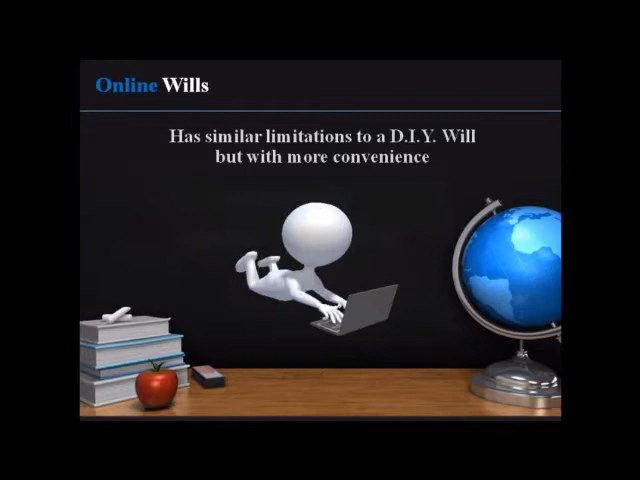 Online Wills
Has similar limitations to a D.I.Y. Will
but with more convenience